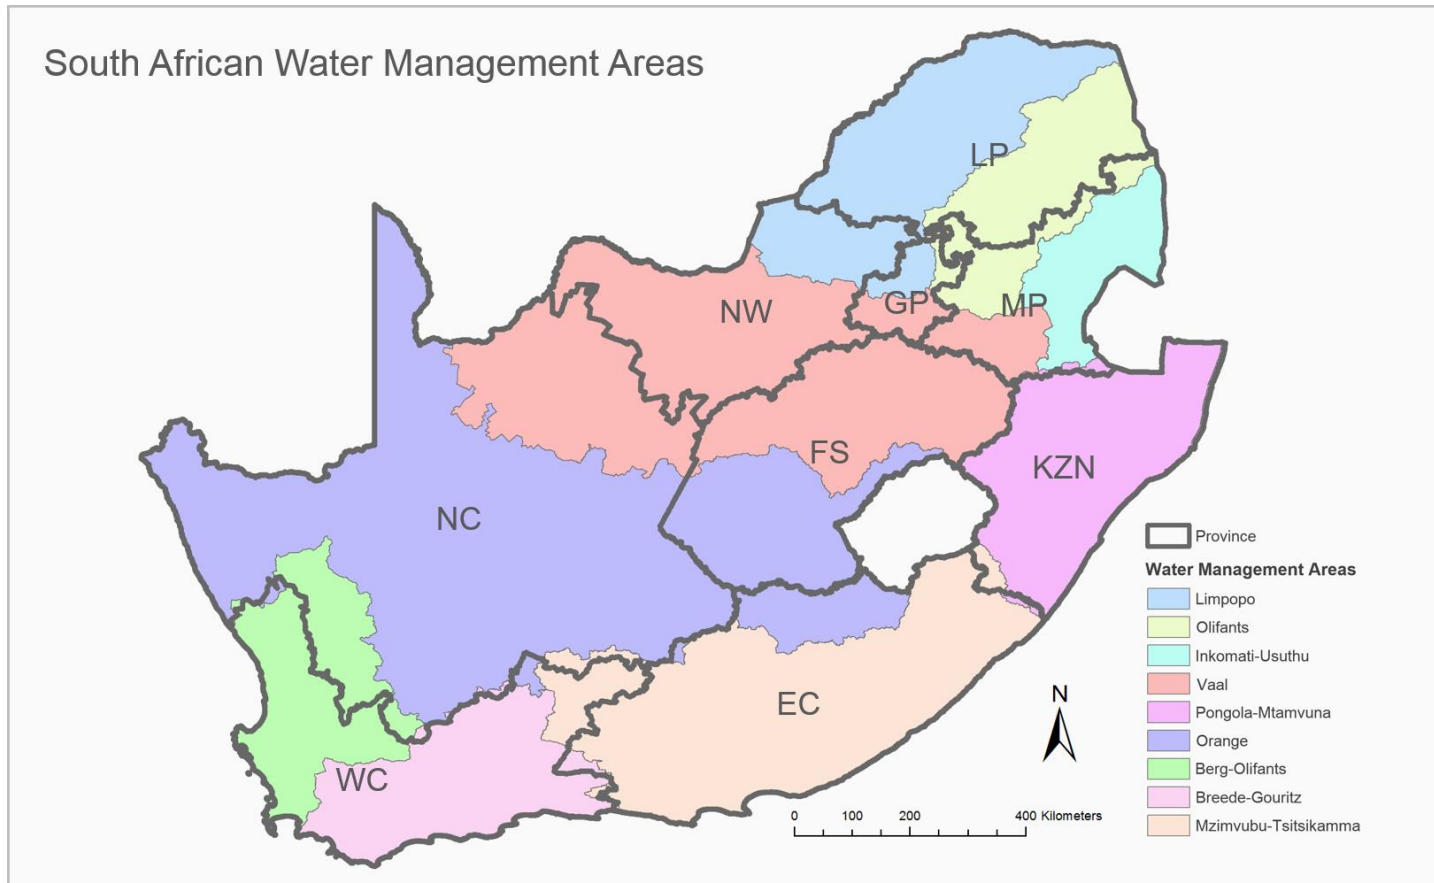 South African Water Management Areas
LP
NW
GP
MP
FS
KZN
NC
EC
WC
Province
Water Management Areas
Limpopo
Olifants
Inkomati-Usuthu
Vaal
Pongola-Mtamvuna
Orange
Berg-Olifants
Breede-Gouritz
Mzimvubu-Tsitsikamma
N
0 100 200 400 Kilometers